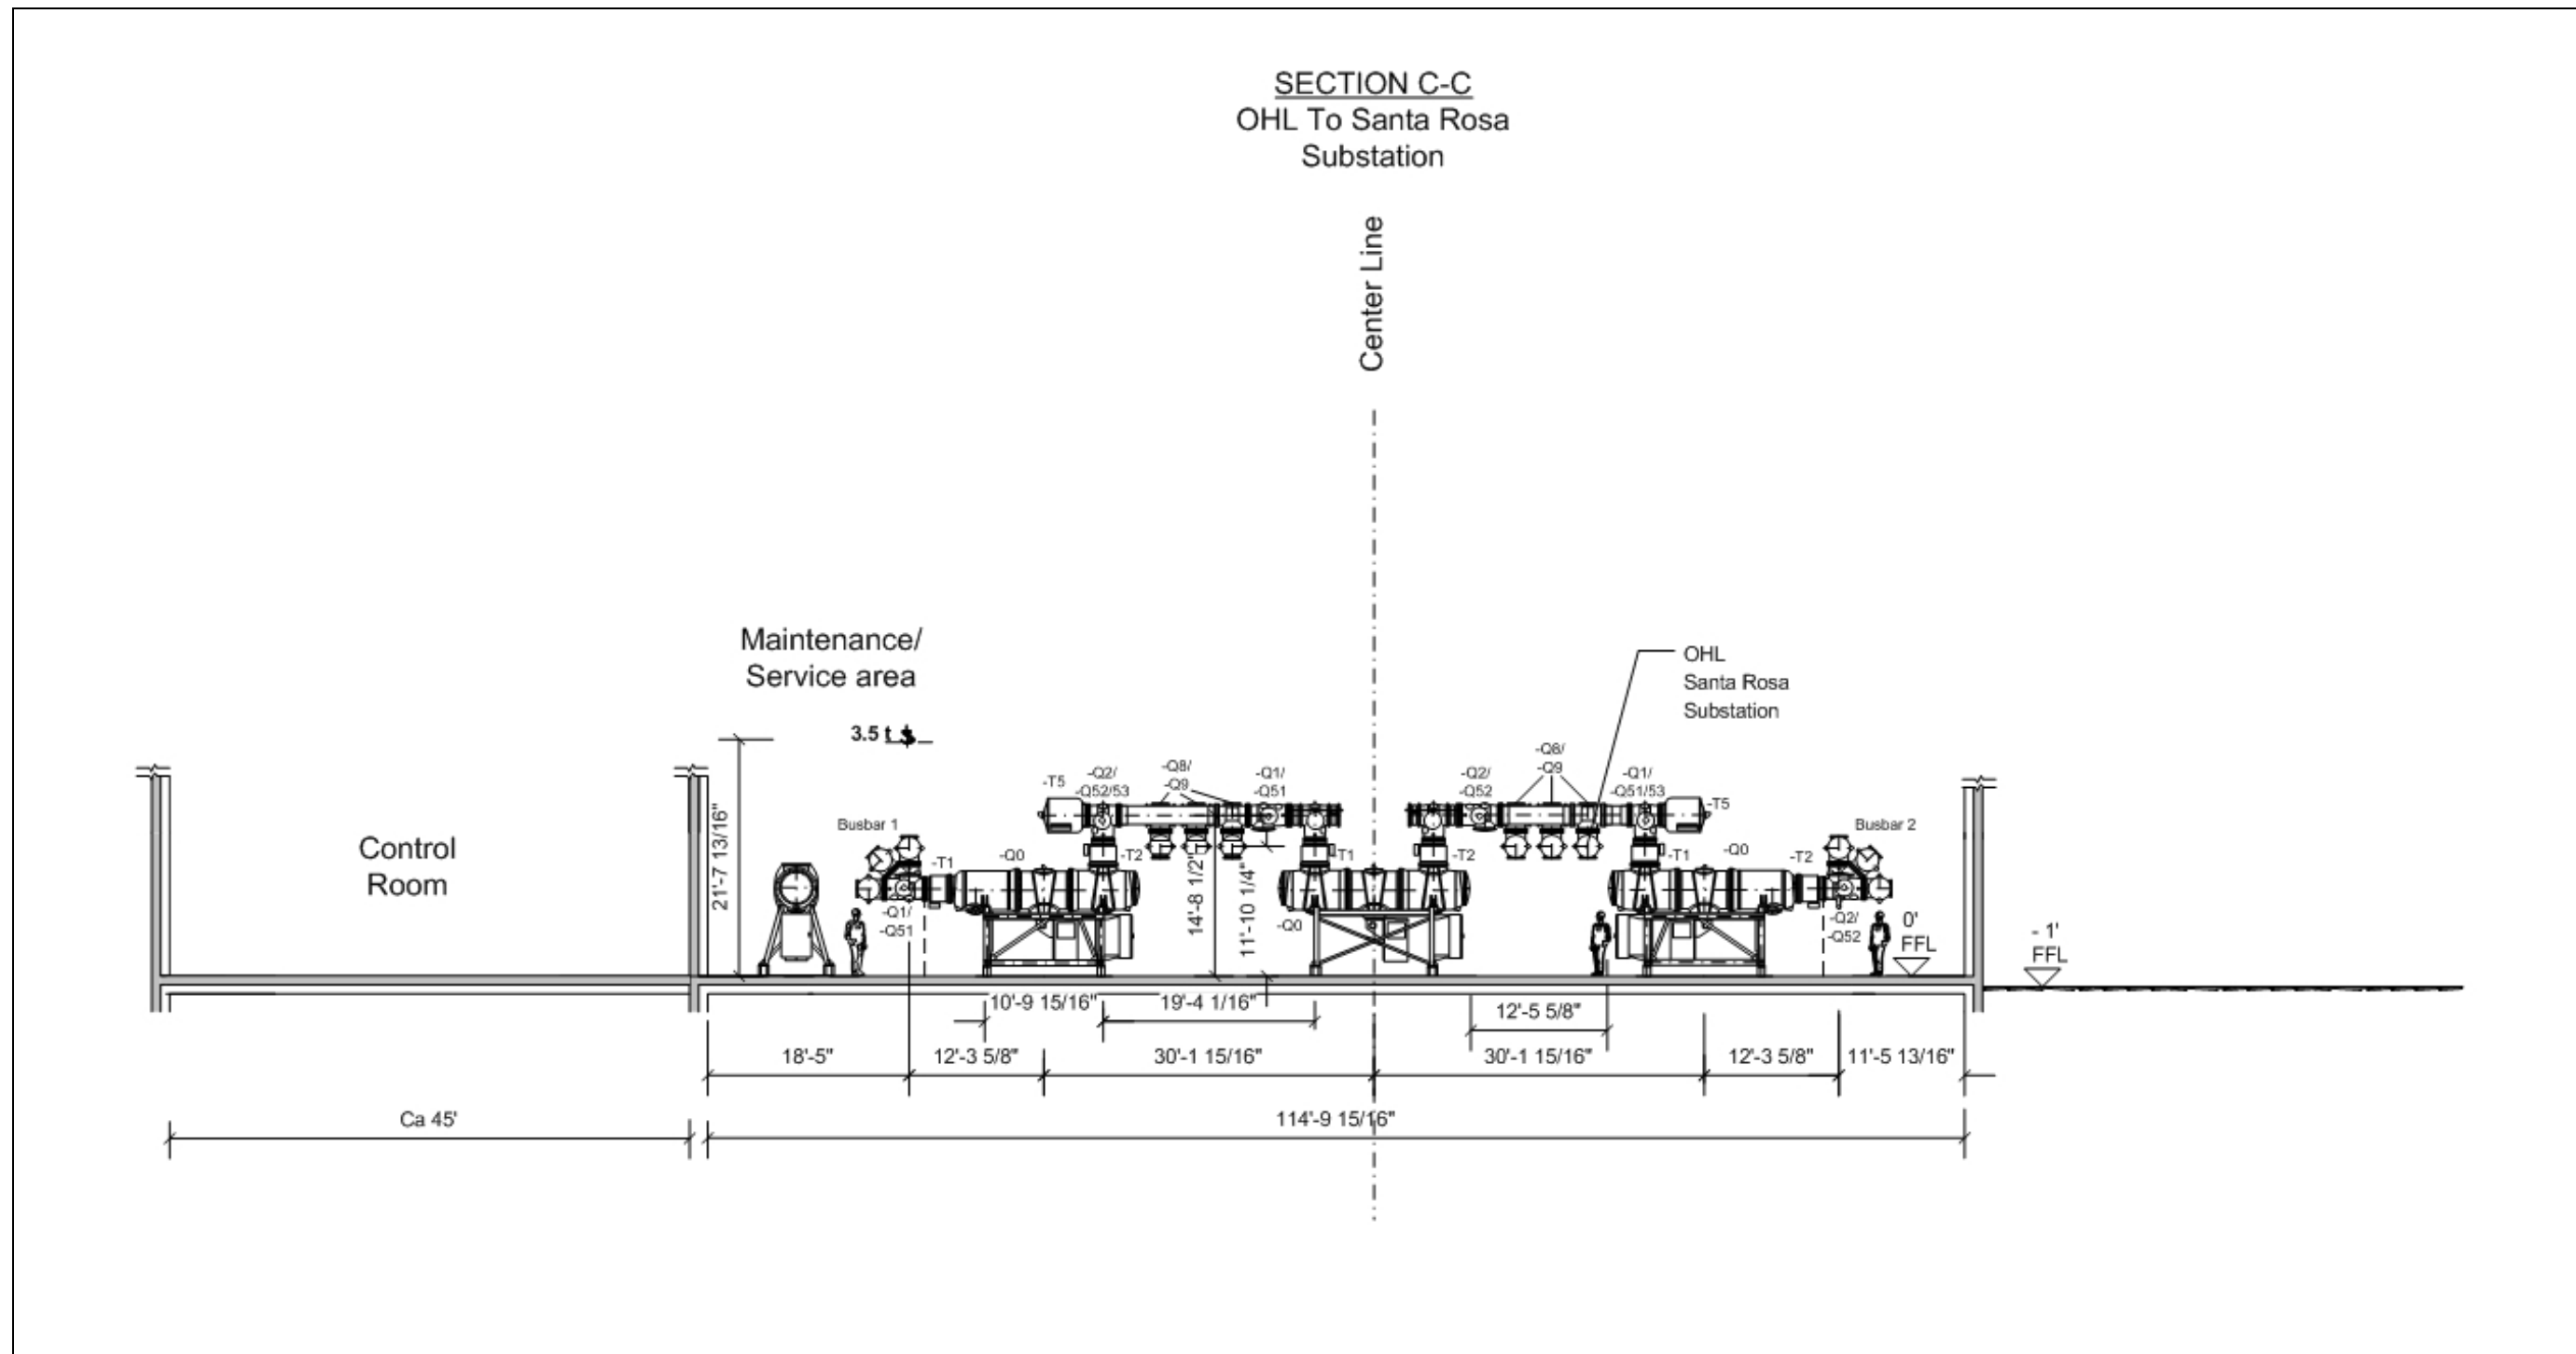 SECTION C-C
OHL To Santa Rosa
Substation
Center Line
Maintenance/
Service area
3.5 t
OHL
Santa Rosa
Substation
Control
Room
21'-7 13/16"
Busbar 1
-Q1/
-Q51
-T1
-Q0
-T2
-T5
-Q2/
-Q52/53
-Q8/
-Q9
-Q1/
-Q51
14'-8 1/2"
11'-10 1/4"
-T1
-Q0
-T2
-Q2/
-Q52
-Q8/
-Q9
-Q1/
-Q51/53
-T5
-T1
-Q0
-T2
Busbar 2
-Q2/
-Q52
0'
FFL
- 1'
FFL
10'-9 15/16"
19'-4 1/16"
12'-5 5/8"
18'-5"
12'-3 5/8"
30'-1 15/16"
30'-1 15/16"
12'-3 5/8"
11'-5 13/16"
Ca 45'
114'-9 15/16"